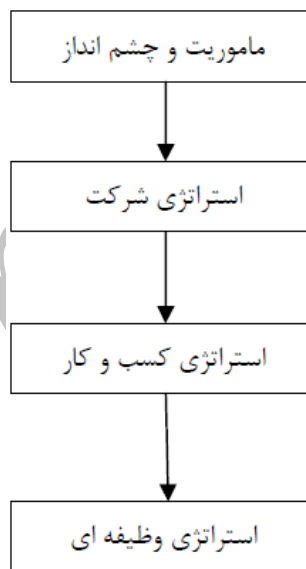 ماموریت و چشم انداز
استراتژی شرکت
استراتژی کسب و کار
استراتژی وظیفه ای